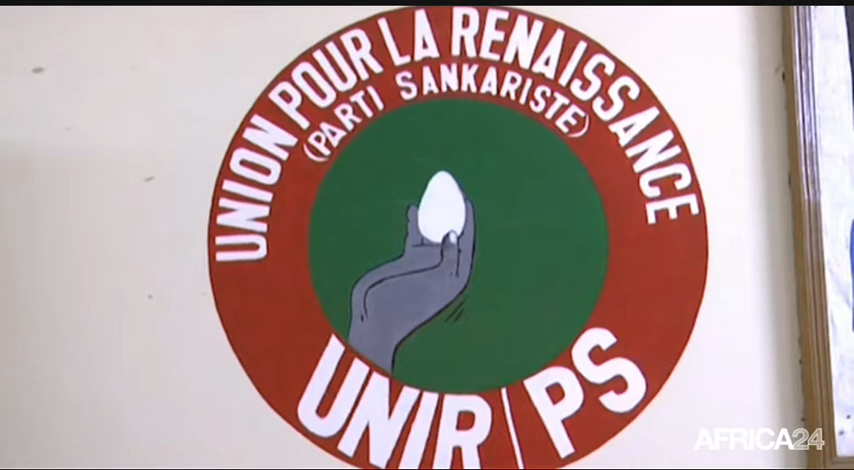 UNION POUR LA RENAISSANCE
(PARTI SANKARISTE)
UNIR/PS
AFRICA24